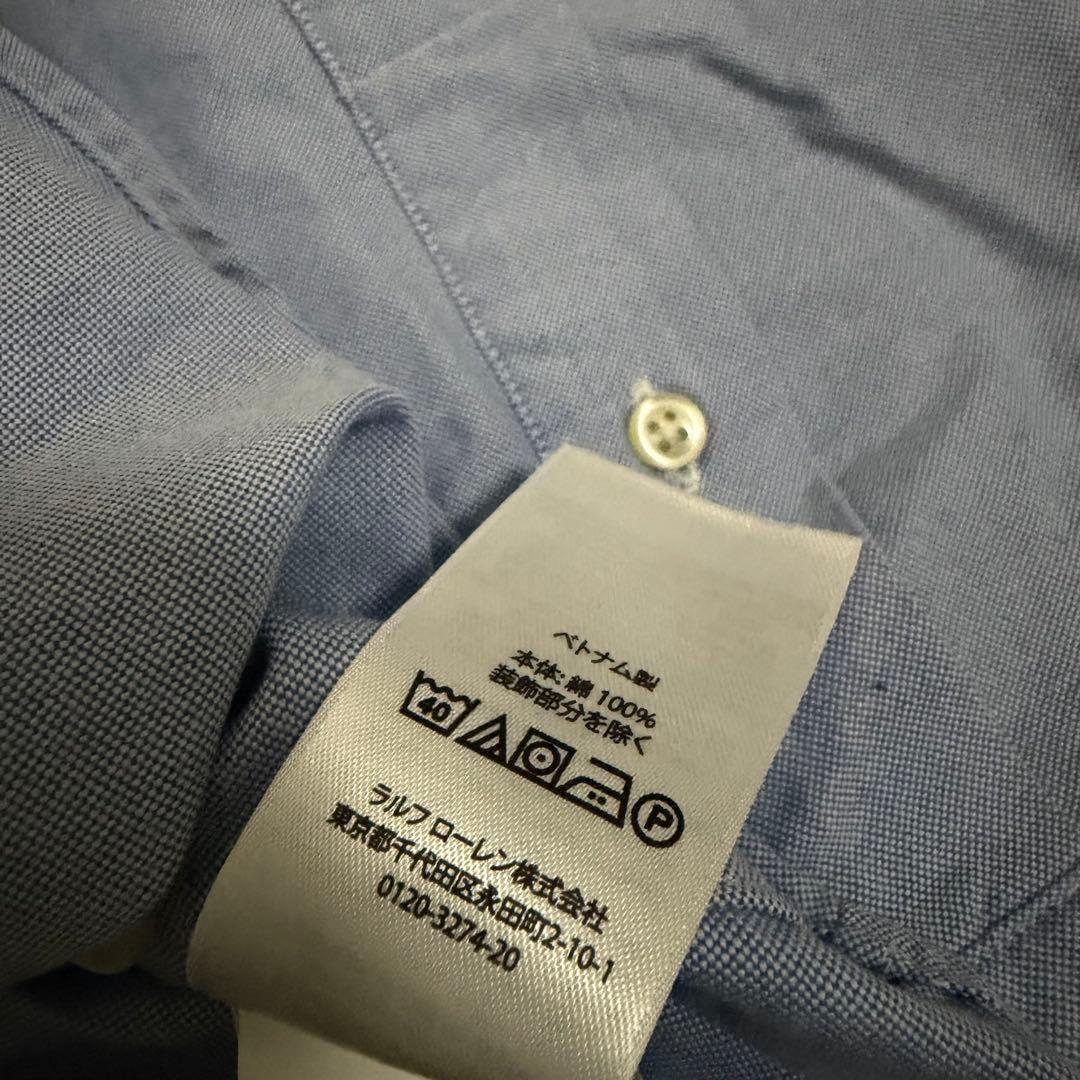 ベトナム製
本体: 綿 100%
装飾部分を除く
40 P
ラルフ ローレン株式会社
東京都千代田区永田町2-10-1
0120-3274-20